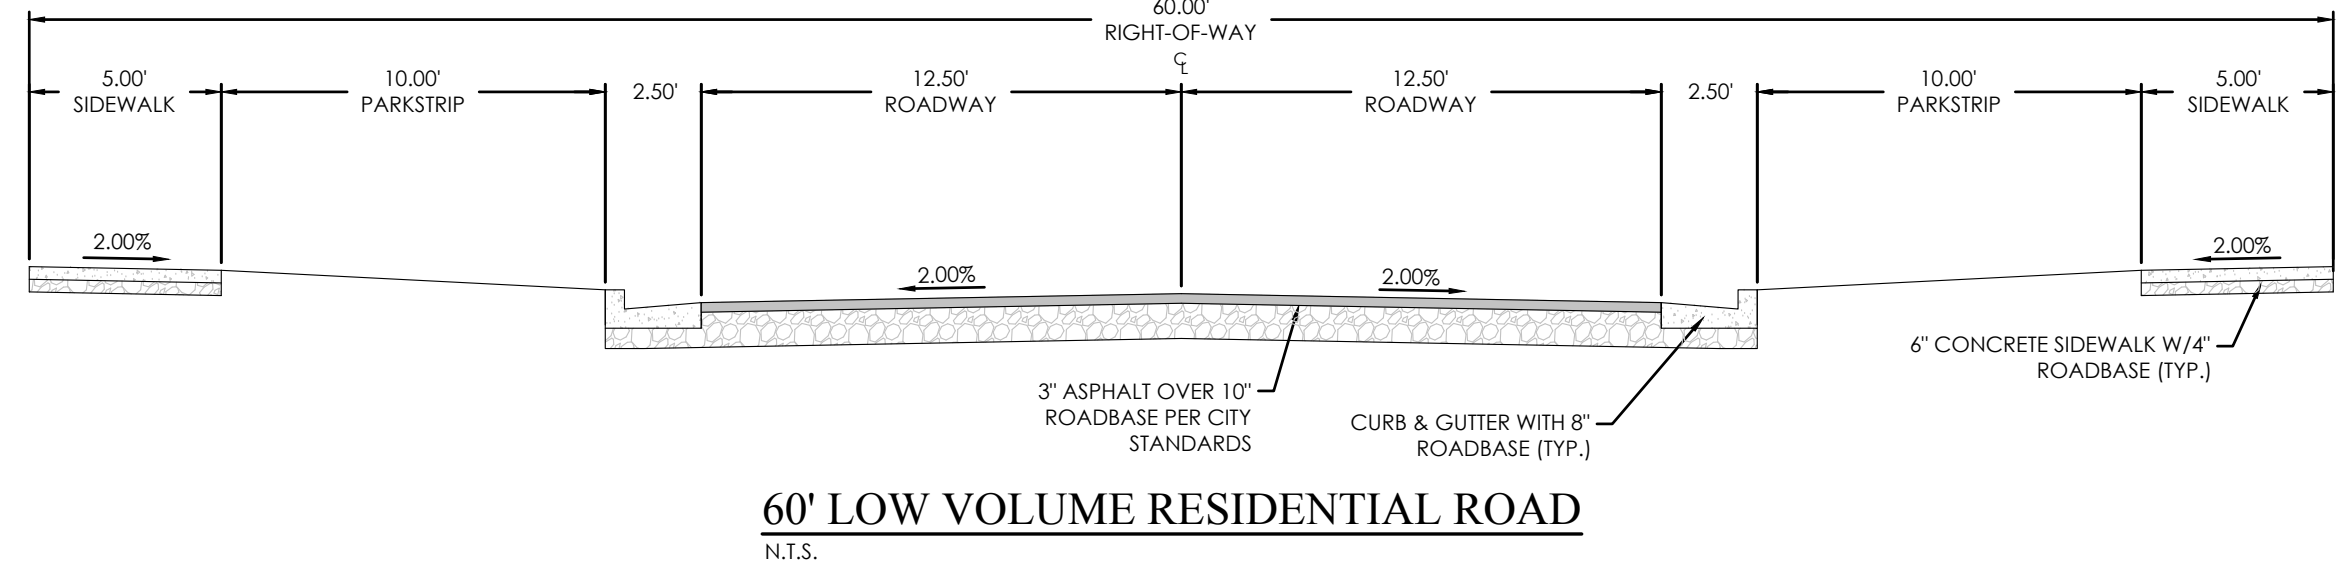 60.00'
RIGHT-OF-WAY
℄
5.00'
SIDEWALK
10.00'
PARKSTRIP
2.50'
12.50'
ROADWAY
12.50'
ROADWAY
2.50'
10.00'
PARKSTRIP
5.00'
SIDEWALK
2.00%
2.00%
2.00%
2.00%
3" ASPHALT OVER 10"
ROADBASE PER CITY
STANDARDS
CURB & GUTTER WITH 8"
ROADBASE (TYP.)
6" CONCRETE SIDEWALK W/4"
ROADBASE (TYP.)
60' LOW VOLUME RESIDENTIAL ROAD
N.T.S.